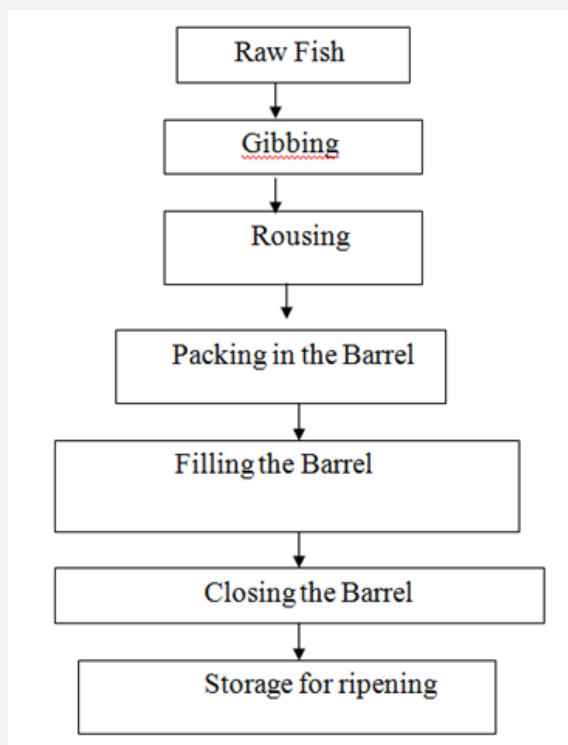 Raw Fish
Gibbing
Rousing
Packing in the Barrel
Filling the Barrel
Closing the Barrel
Storage for ripening